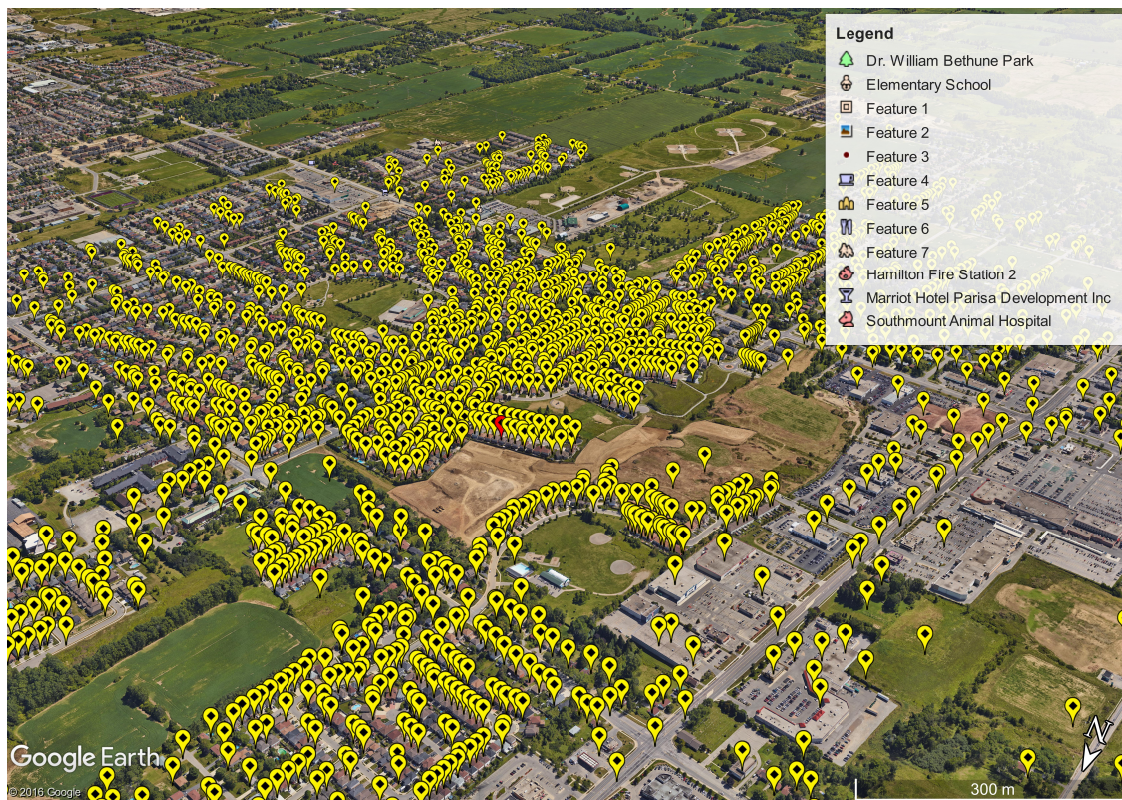 Legend
Dr. William Bethune Park
Elementary School
Feature 1
Feature 2
Feature 3
Feature 4
Feature 5
Feature 6
Feature 7
Hamilton Fire Station 2
Marriot Hotel Parisa Development Inc
Southmount Animal Hospital
N
Google Earth
© 2016 Google
300 m